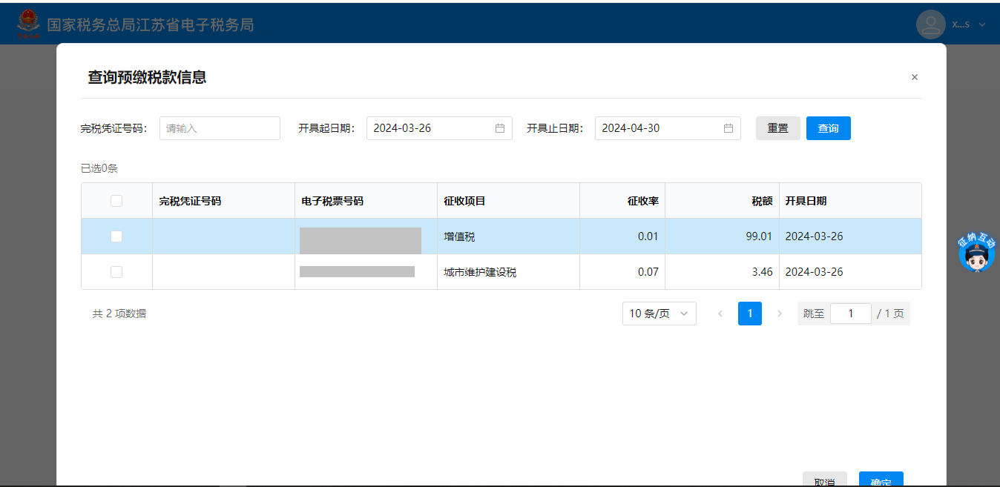 国家税务总局江苏省电子税务局
X...S
查询预缴税款信息
×
完税凭证号码： 请输入 开具起日期： 2024-03-26 开具止日期： 2024-04-30 重置 查询
已选0条
完税凭证号码 电子税票号码 征收项目 征收率 税额 开具日期
增值税 0.01 99.01 2024-03-26
城市维护建设税 0.07 3.46 2024-03-26
共 2 项数据 10 条/页 1 跳至 1 / 1 页
征纳互动
取消 确定